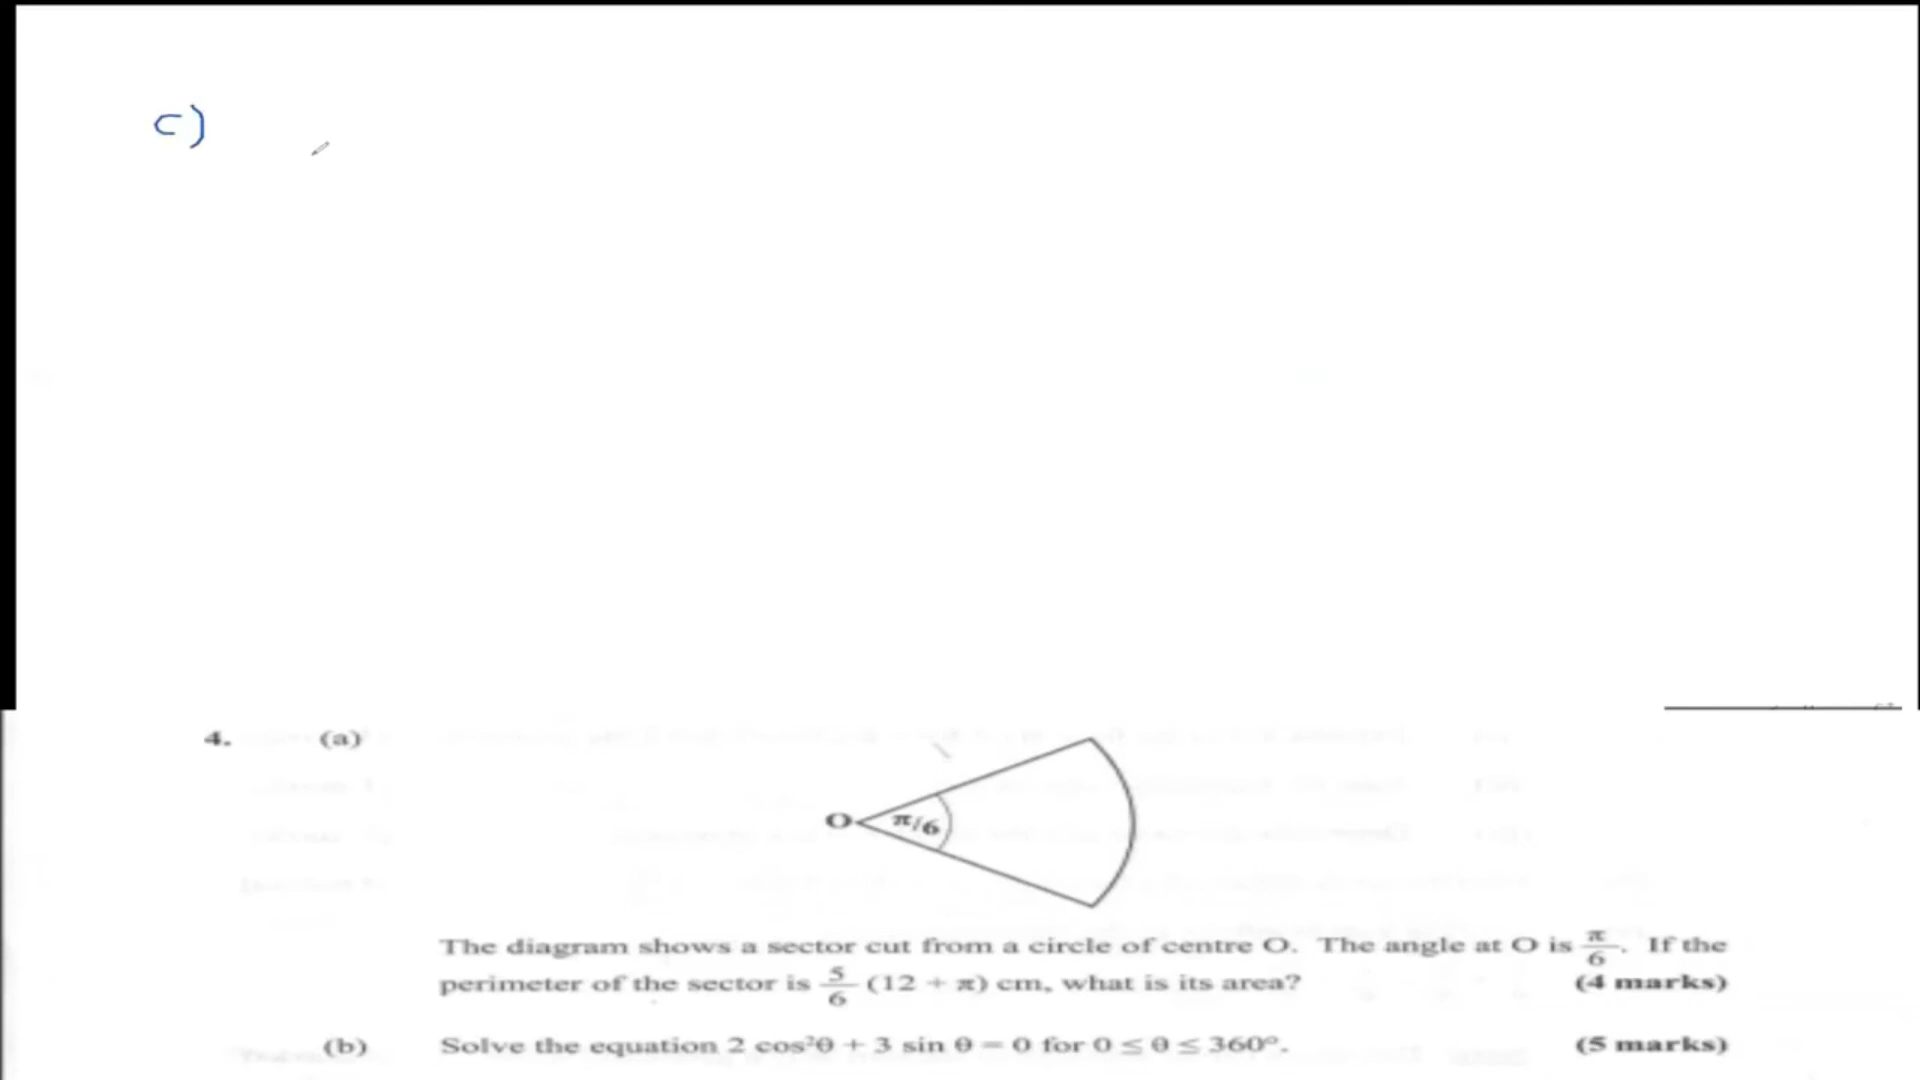 c)
4. (a)
O π/6
The diagram shows a sector cut from a circle of centre O. The angle at O is π/6. If the
perimeter of the sector is 5/6 (12 + π) cm, what is its area? (4 marks)
(b) Solve the equation 2 cos²θ + 3 sin θ = 0 for 0 ≤ θ ≤ 360°. (5 marks)